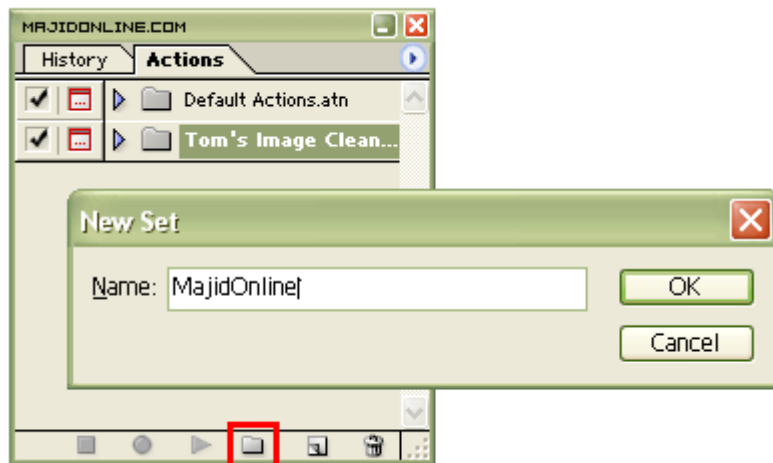 MAJIDONLINE.COM
History Actions
Default Actions.atn
Tom's Image Clean...
New Set
Name: MajidOnline
OK
Cancel